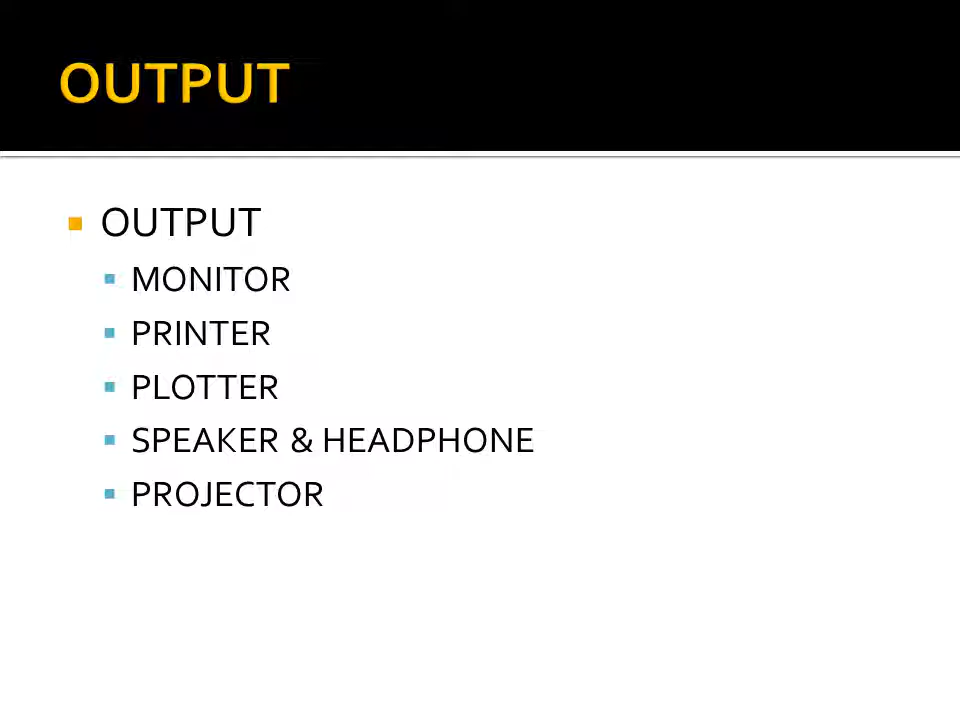 OUTPUT
OUTPUT
MONITOR
PRINTER
PLOTTER
SPEAKER & HEADPHONE
PROJECTOR